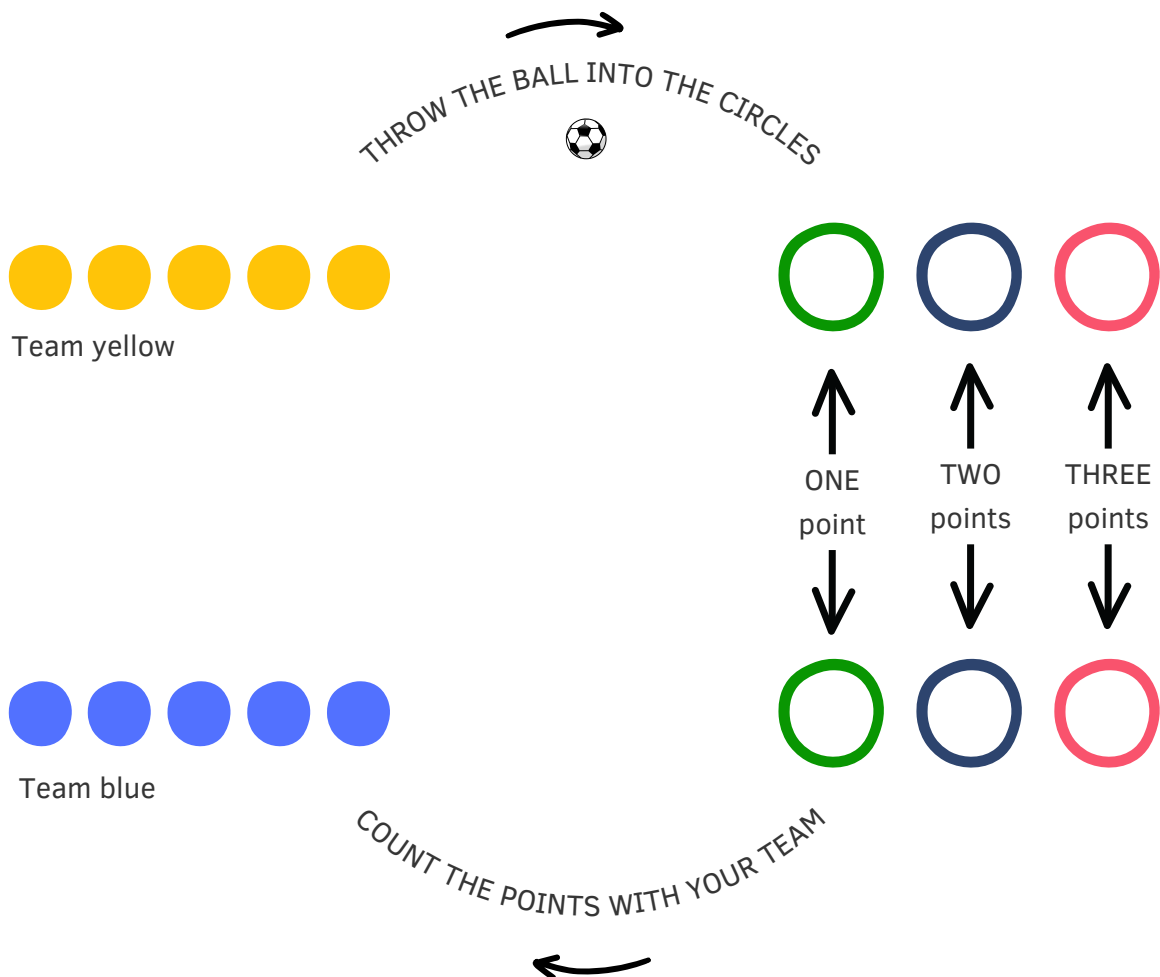 THROW THE BALL INTO THE CIRCLES
Team yellow
ONE
point
TWO
points
THREE
points
Team blue
COUNT THE POINTS WITH YOUR TEAM